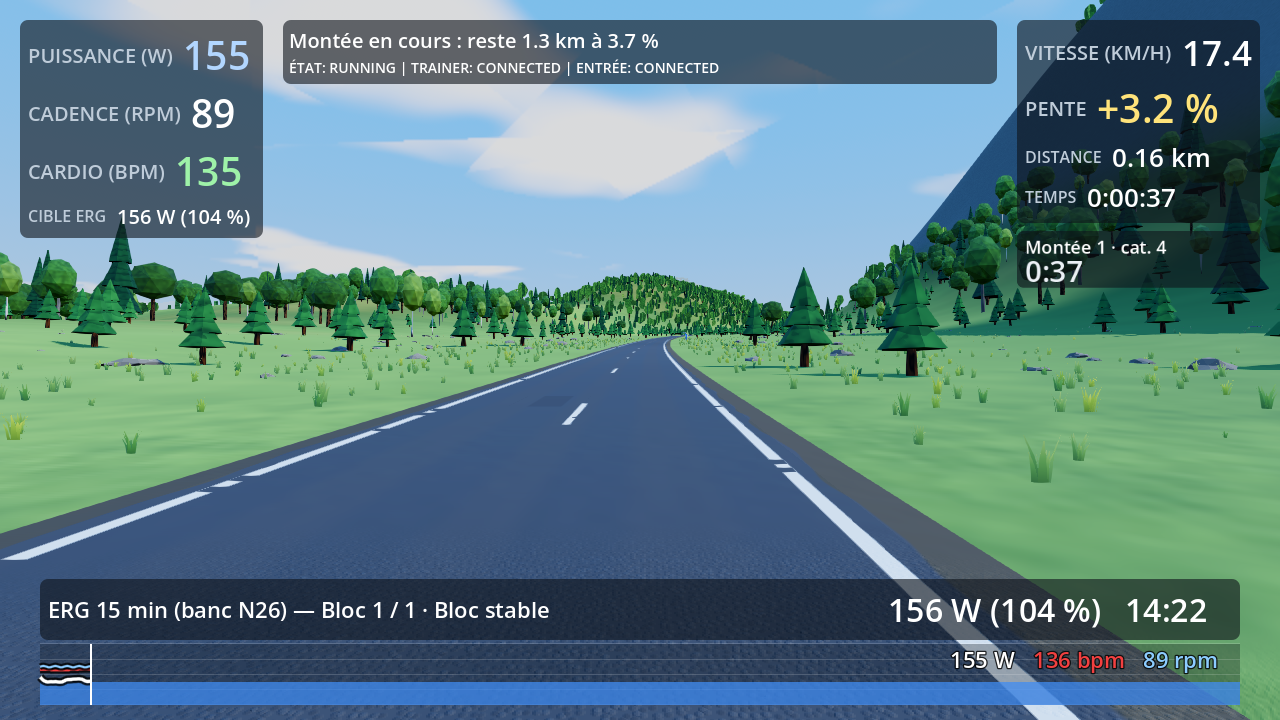 PUISSANCE (W) 155
CADENCE (RPM) 89
CARDIO (BPM) 135
CIBLE ERG 156 W (104 %)
Montée en cours : reste 1.3 km à 3.7 %
ÉTAT: RUNNING | TRAINER: CONNECTED | ENTRÉE: CONNECTED
VITESSE (KM/H) 17.4
PENTE +3.2 %
DISTANCE 0.16 km
TEMPS 0:00:37
Montée 1 · cat. 4
0:37
ERG 15 min (banc N26) — Bloc 1 / 1 · Bloc stable 156 W (104 %) 14:22
155 W 136 bpm 89 rpm